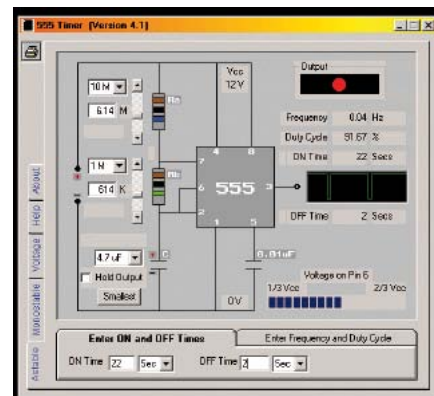 555 Timer (Version 4.1)
Vcc
12V
Output
10 M
6.14 M
Ra
Frequency 0.04 Hz
Duty Cycle 91.67 %
ON Time 22 Secs
4
8
7
1 M
614 K
Rb
6
2
555
3
1
5
OFF Time 2 Secs
4.7 uF
C
0.01uF
Hold Output
Smallest
0V
Voltage on Pin 6
1/3 Vcc
2/3 Vcc
About
Help
Voltage
Monostable
Astable
Enter ON and OFF Times
Enter Frequency and Duty Cycle
ON Time 22 Sec
OFF Time 2 Sec